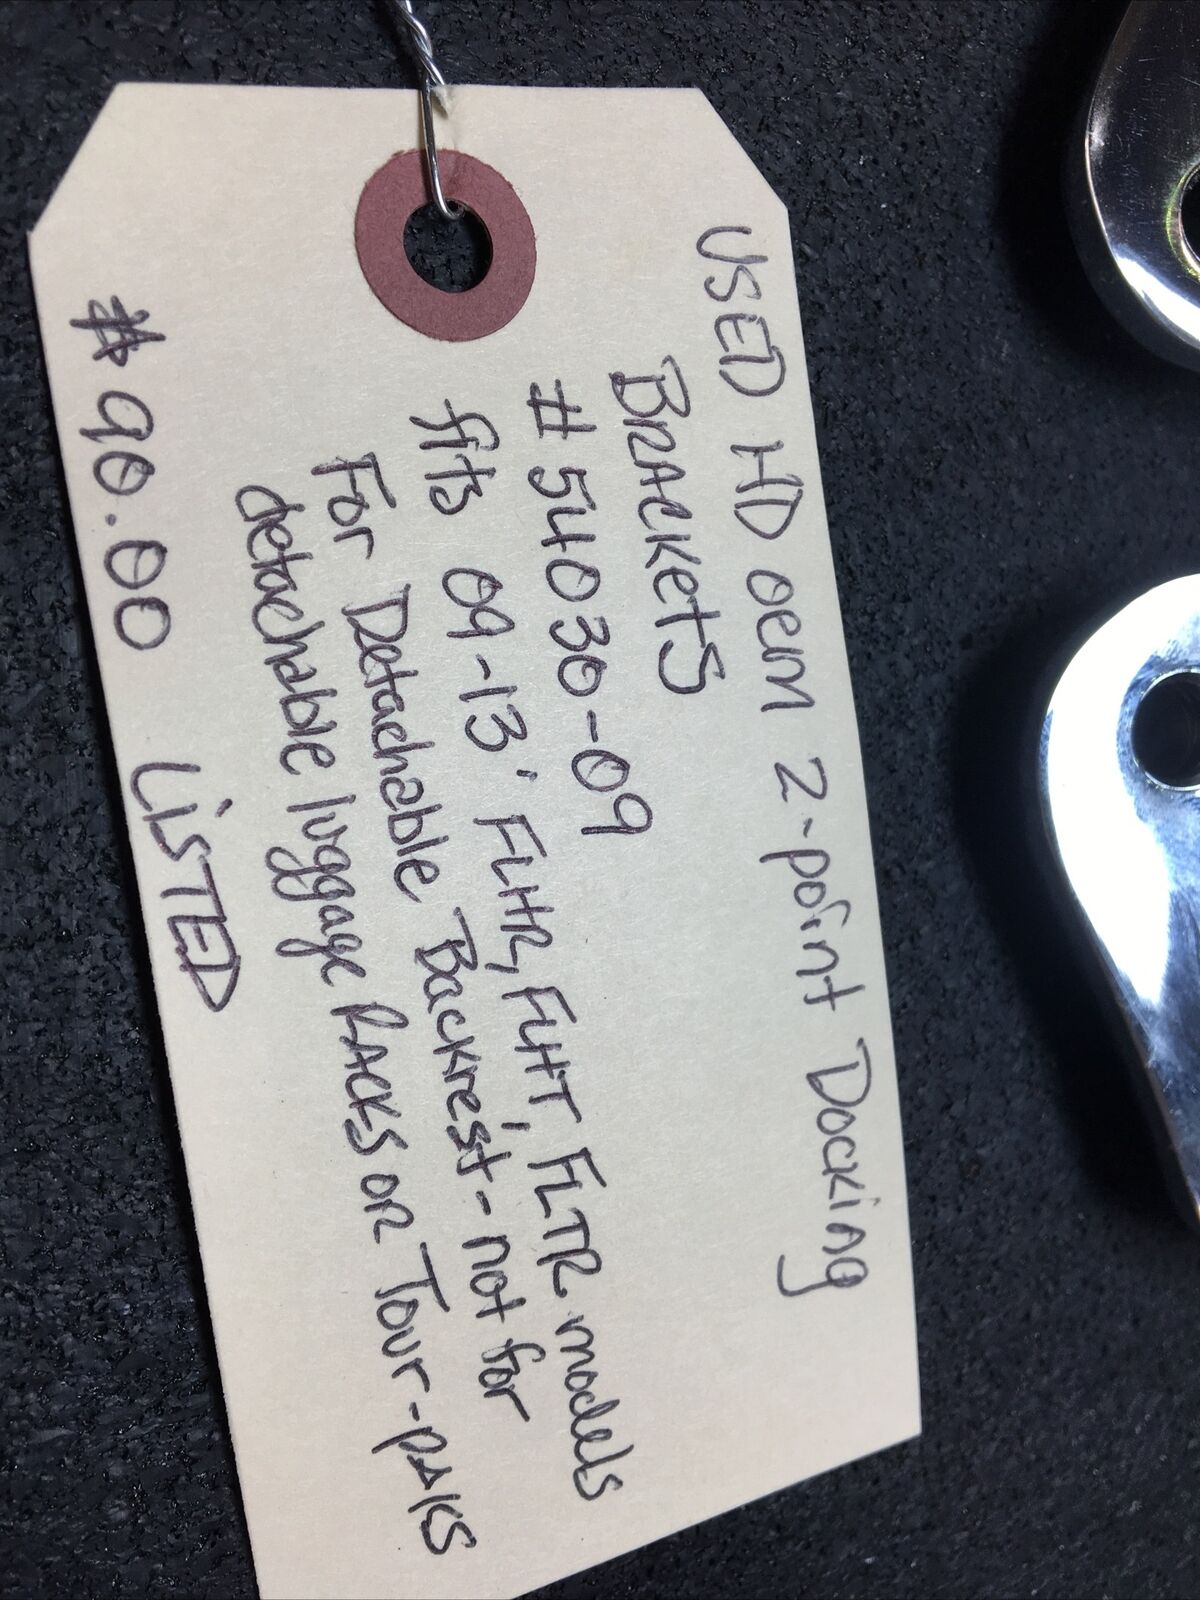 USED HD oem 2-point Docking
BRACKETS
# 54030-09
fits 09-13' FLHR, FLHT, FLTR models
For Detachable Backrest - not for
detachable luggage RACKS OR Tour-paks
$90.00 LISTED